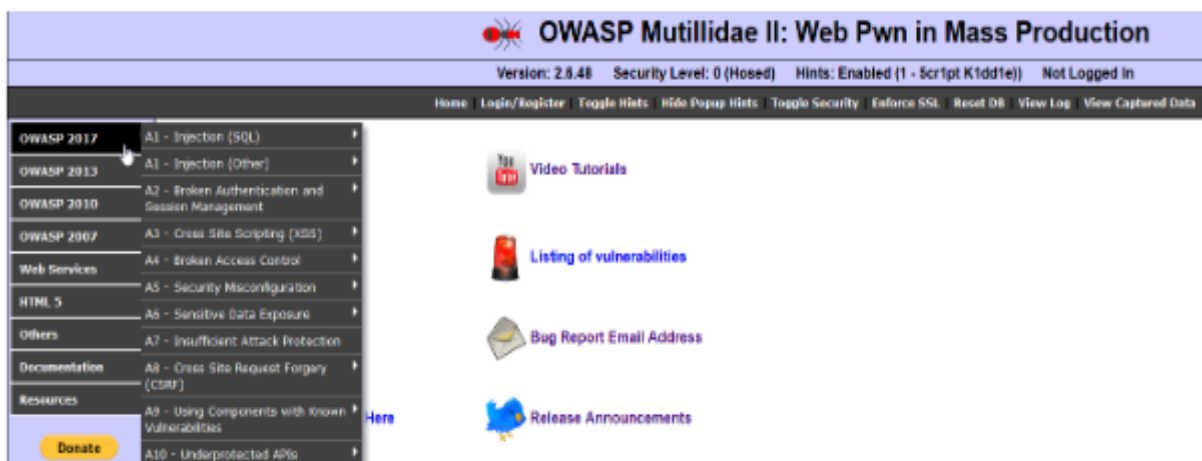 OWASP Mutillidae II: Web Pwn in Mass Production
Version: 2.6.48 Security Level: 0 (Hosed) Hints: Enabled (1 - 5cr1pt K1dd1e)) Not Logged In
Home Login/Register Toggle Hints Hide Popup Hints Toggle Security Enforce SSL Reset DB View Log View Captured Data
OWASP 2017
OWASP 2013
OWASP 2010
OWASP 2007
Web Services
HTML 5
Others
Documentation
Resources
Donate
A1 - Injection (SQL)
A1 - Injection (Other)
A2 - Broken Authentication and
Session Management
A3 - Cross Site Scripting (XSS)
A4 - Broken Access Control
A5 - Security Misconfiguration
A6 - Sensitive Data Exposure
A7 - Insufficient Attack Protection
A8 - Cross Site Request Forgery
(CSRF)
A9 - Using Components with Known
Vulnerabilities
A10 - Underprotected APIs
Here
You
Tube
Video Tutorials
Listing of vulnerabilities
Bug Report Email Address
Release Announcements